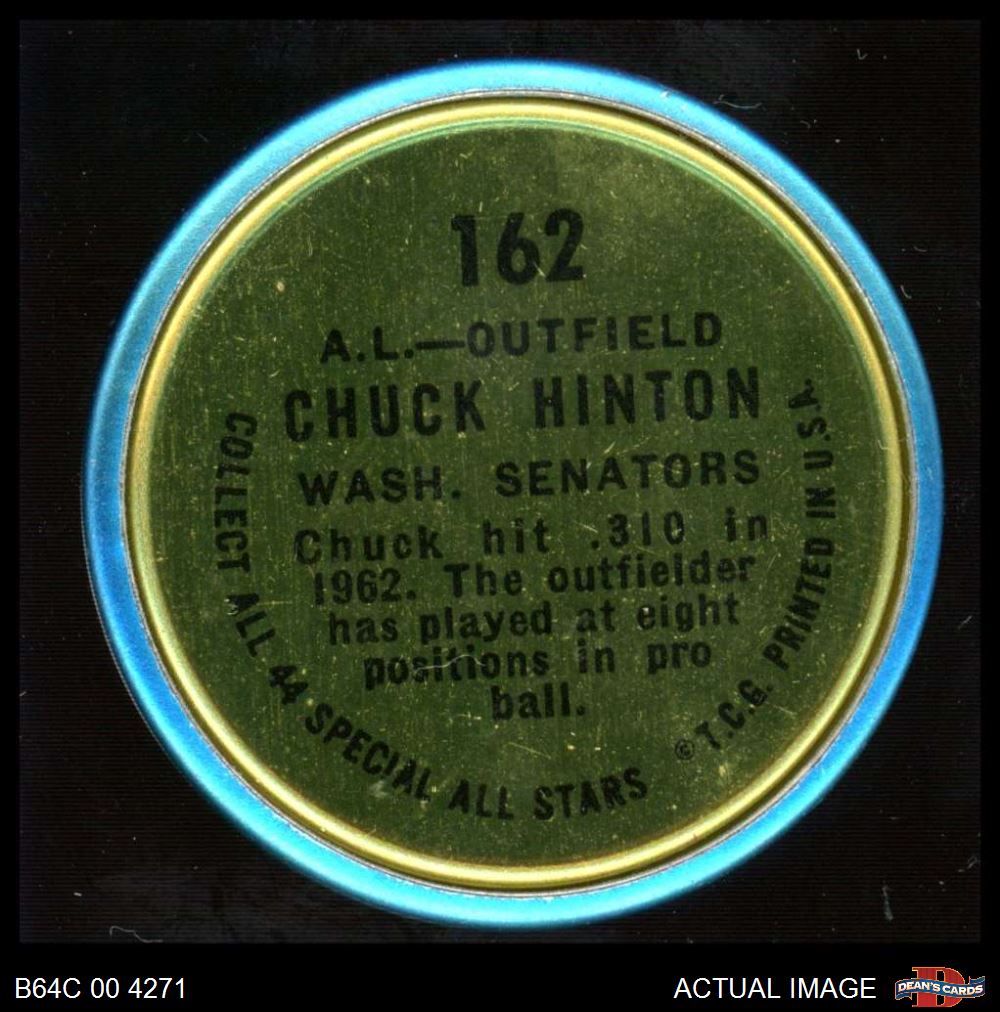 162
A.L.—OUTFIELD
CHUCK HINTON
WASH. SENATORS
Chuck hit .310 in
1962. The outfielder
has played at eight
positions in pro
ball.
COLLECT ALL 44 SPECIAL ALL STARS
© T.C.G. PRINTED IN U.S.A.
B64C 00 4271
ACTUAL IMAGE
DEAN'S CARDS